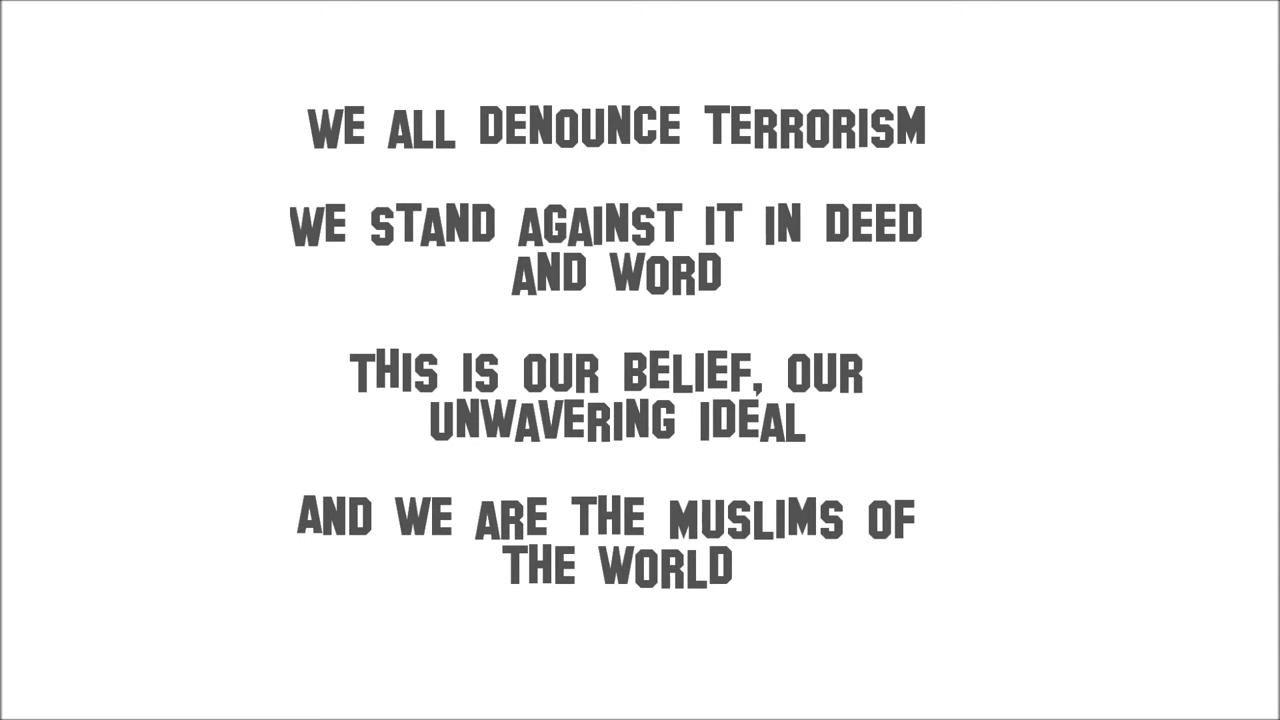 WE ALL DENOUNCE TERRORISM
WE STAND AGAINST IT IN DEED
AND WORD
THIS IS OUR BELIEF, OUR
UNWAVERING IDEAL
AND WE ARE THE MUSLIMS OF
THE WORLD